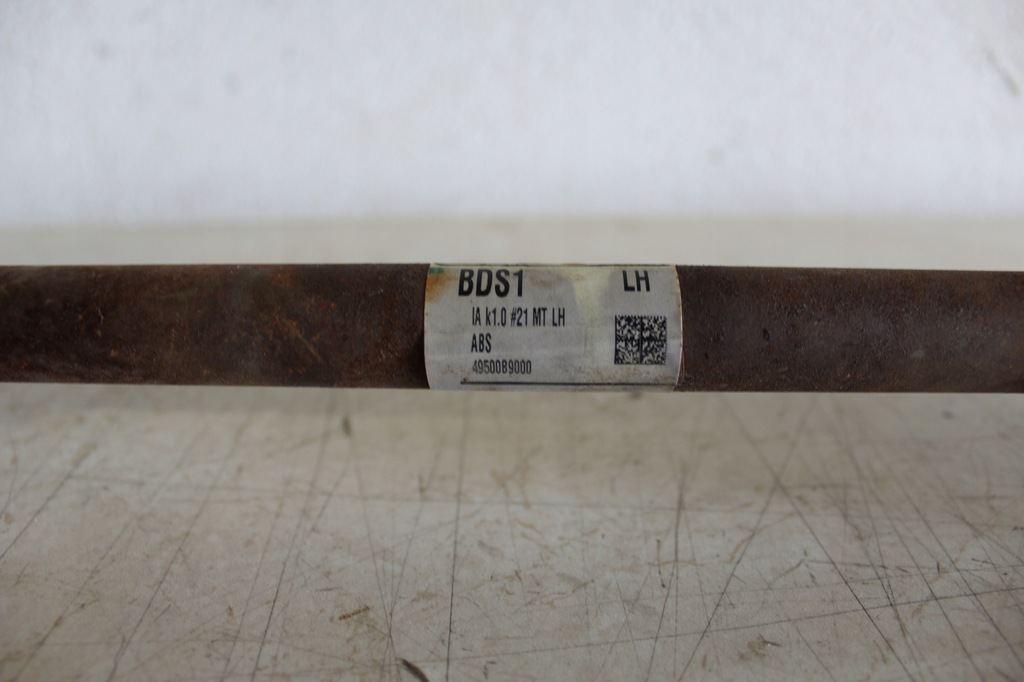 BDS1 LH
IA k1.0 #21 MT LH
ABS
49500B9000